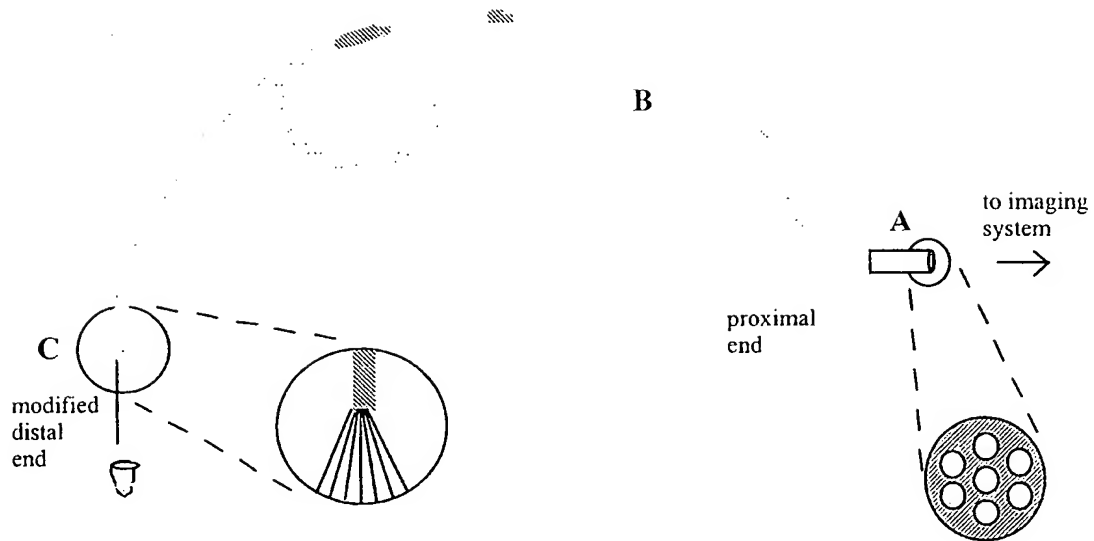 B
A
to imaging
system
proximal
end
C
modified
distal
end